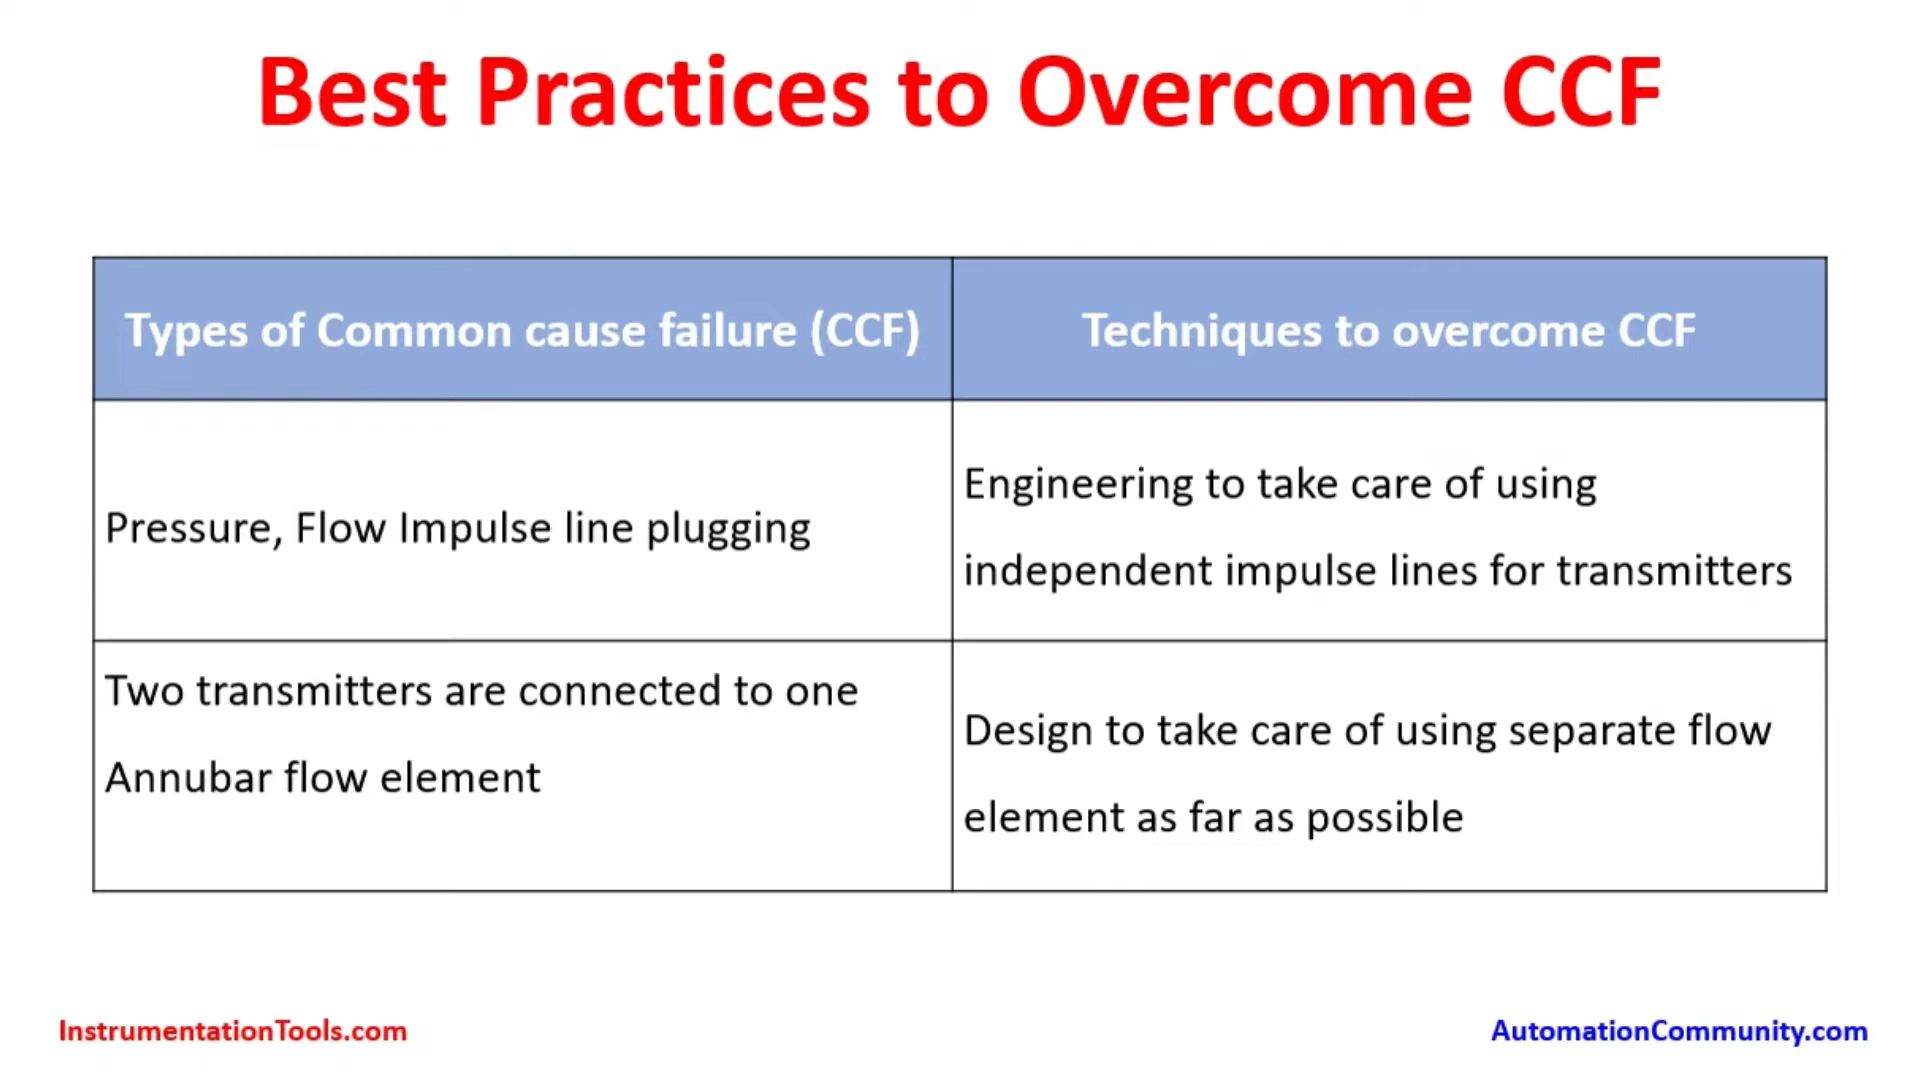 Best Practices to Overcome CCF
Types of Common cause failure (CCF)
Techniques to overcome CCF
Pressure, Flow Impulse line plugging
Engineering to take care of using
independent impulse lines for transmitters
Two transmitters are connected to one
Annubar flow element
Design to take care of using separate flow
element as far as possible
InstrumentationTools.com
AutomationCommunity.com